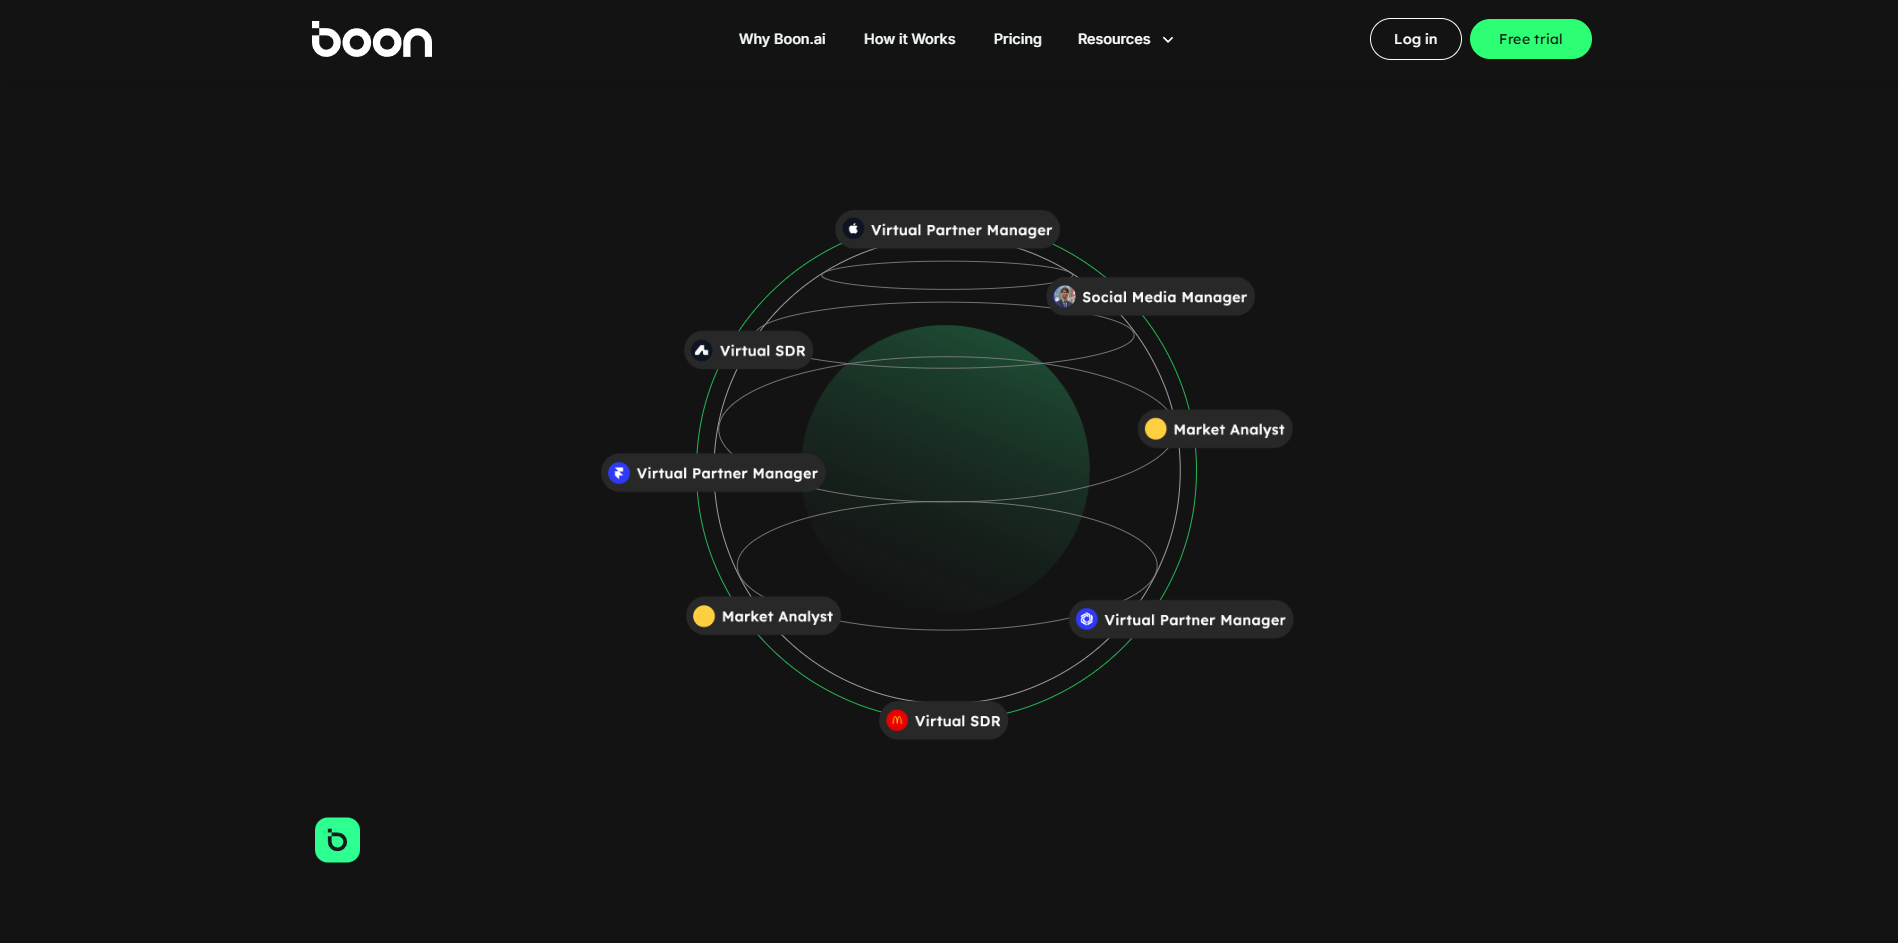 boon
Why Boon.ai
How it Works
Pricing
Resources
Log in
Free trial
Virtual Partner Manager
Social Media Manager
Virtual SDR
Market Analyst
Virtual Partner Manager
Market Analyst
Virtual Partner Manager
Virtual SDR
b